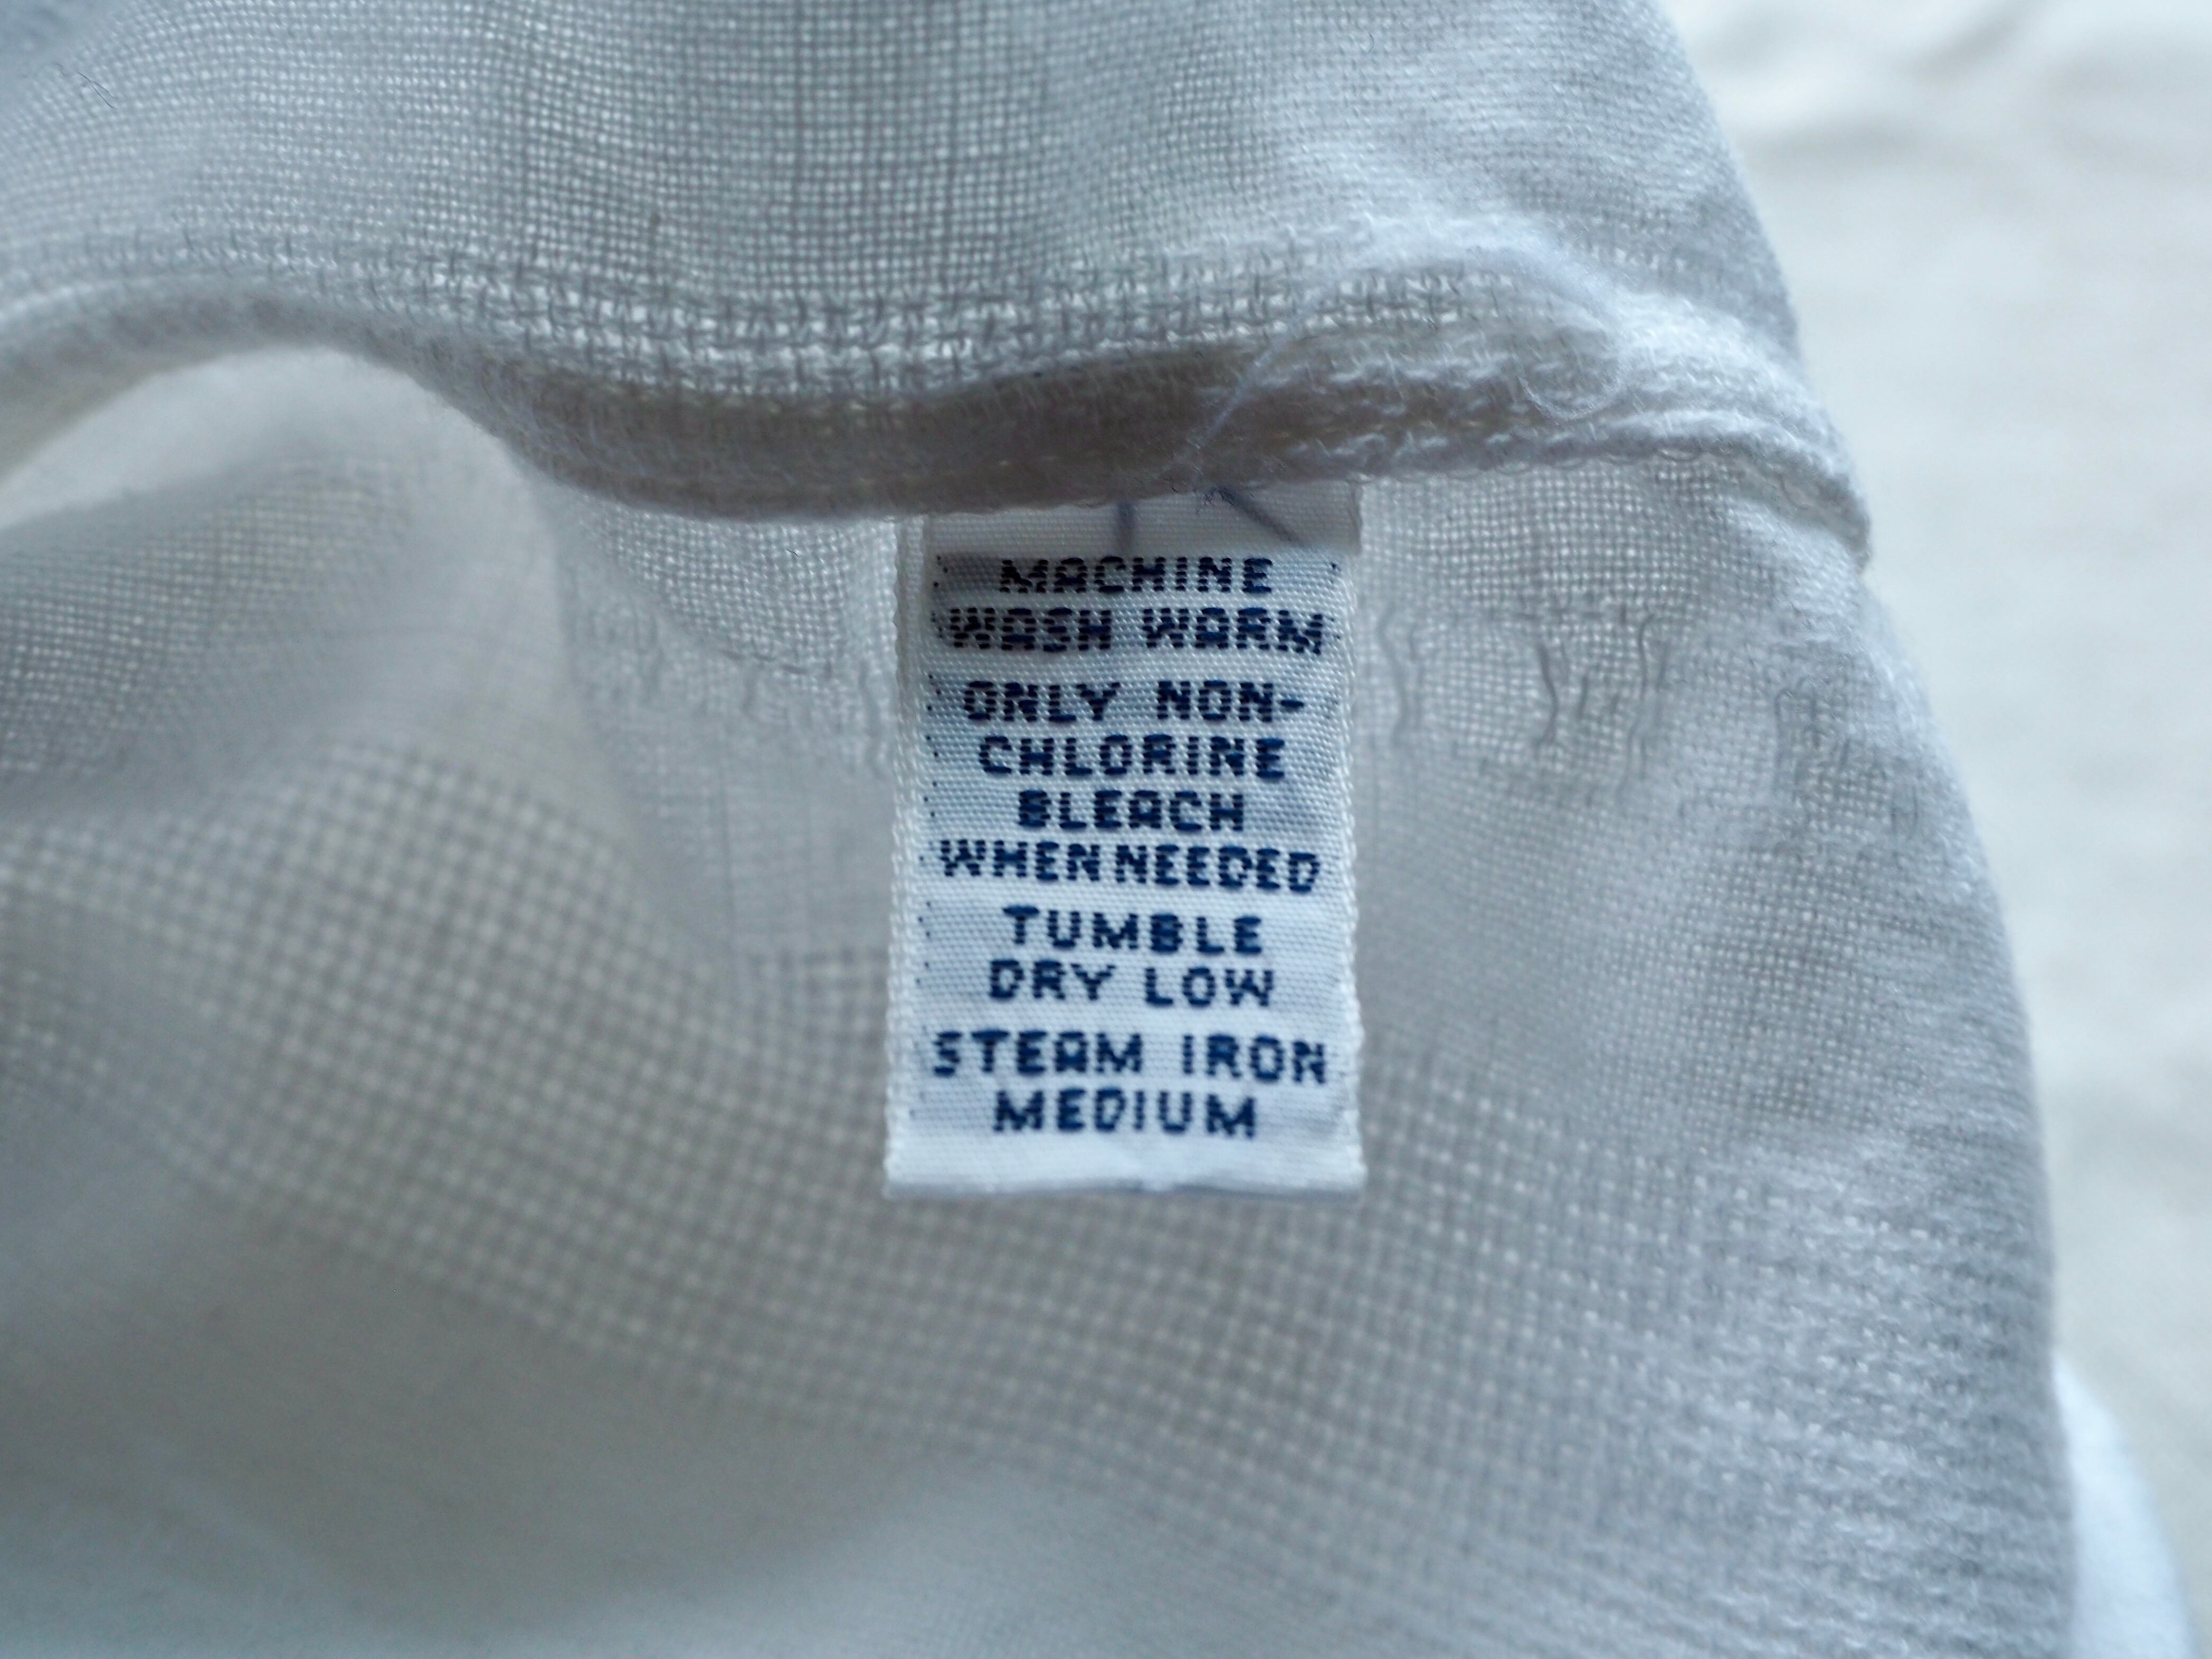 MACHINE
WASH WARM
ONLY NON-
CHLORINE
BLEACH
WHEN NEEDED
TUMBLE
DRY LOW
STEAM IRON
MEDIUM